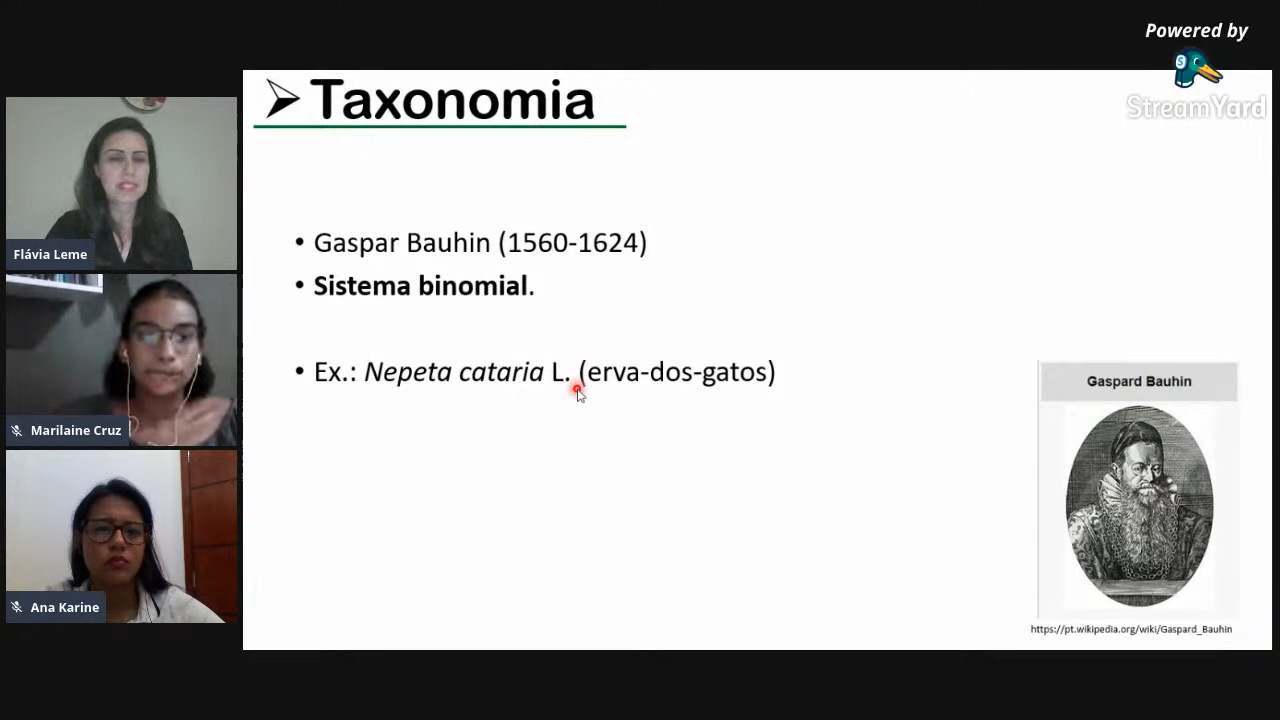 Powered by
StreamYard
➢ Taxonomia
• Gaspar Bauhin (1560-1624)
• Sistema binomial.
• Ex.: Nepeta cataria L. (erva-dos-gatos)
Gaspard Bauhin
https://pt.wikipedia.org/wiki/Gaspard_Bauhin
Flávia Leme
Marilaine Cruz
Ana Karine